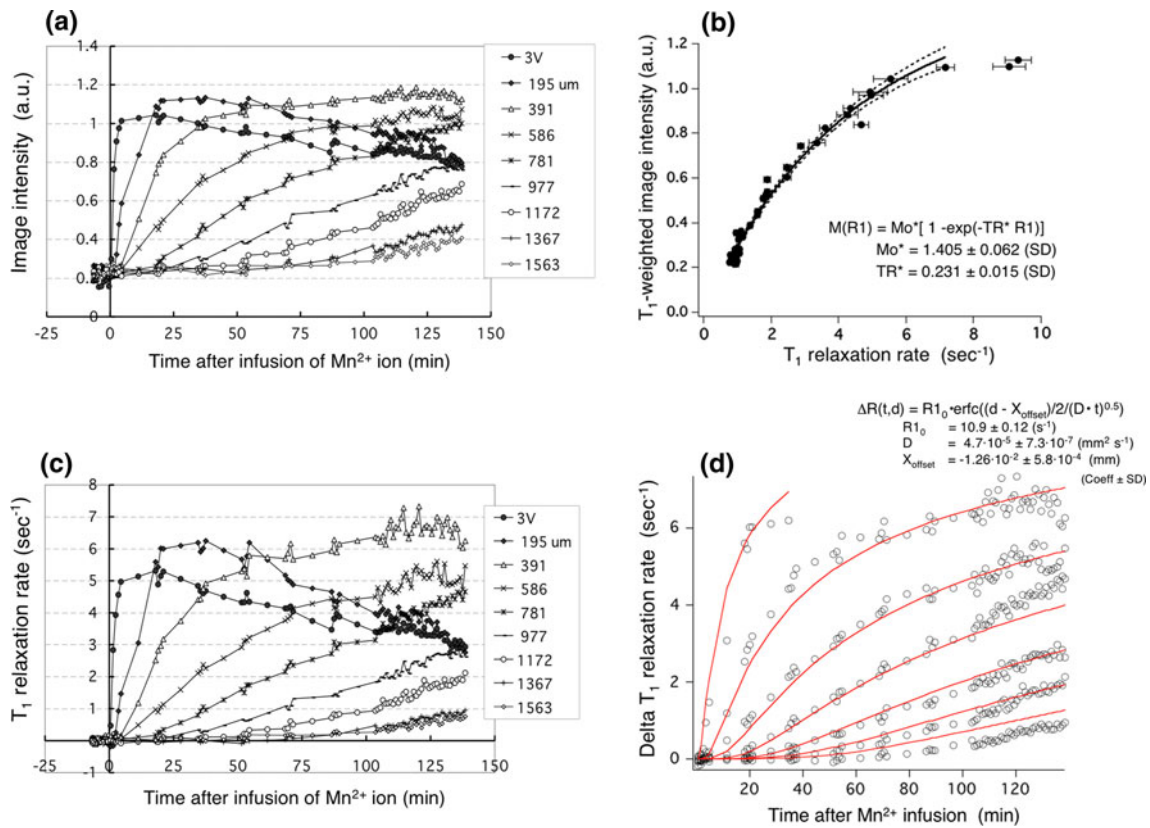 (a)
Image intensity (a.u.)
1.4
1.2
1
0.8
0.6
0.4
0.2
0
-25 0 25 50 75 100 125 150
Time after infusion of Mn²⁺ ion (min)
3V
195 um
391
586
781
977
1172
1367
1563
(b)
T₁-weighted image intensity (a.u.)
1.2
1.0
0.8
0.6
0.4
0.2
0.0
M(R1) = Mo*[ 1 -exp(-TR* R1)]
Mo* = 1.405 ± 0.062 (SD)
TR* = 0.231 ± 0.015 (SD)
0 2 4 6 8 10
T₁ relaxation rate (sec⁻¹)
(c)
T₁ relaxation rate (sec⁻¹)
8
7
6
5
4
3
2
1
-1
-25 0 25 50 75 100 125 150
Time after infusion of Mn²⁺ ion (min)
3V
195 um
391
586
781
977
1172
1367
1563
ΔR(t,d) = R1₀•erfc((d - X_offset)/2/(D• t)^0.5)
R1₀ = 10.9 ± 0.12 (s⁻¹)
D = 4.7·10⁻⁵ ± 7.3·10⁻⁷ (mm² s⁻¹)
X_offset = -1.26·10⁻² ± 5.8·10⁻⁴ (mm)
(Coeff ± SD)
(d)
Delta T₁ relaxation rate (sec⁻¹)
6
4
2
0
20 40 60 80 100 120
Time after Mn²⁺ infusion (min)